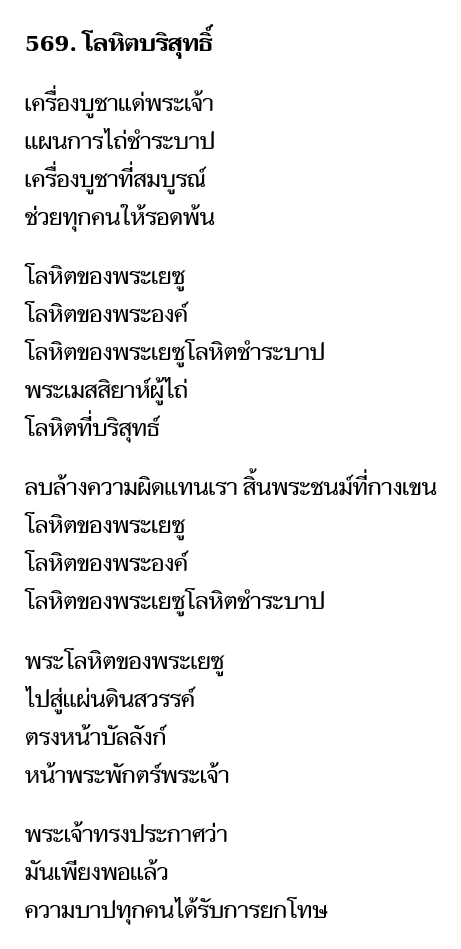 569. โลหิตบริสุทธิ์
เครื่องบูชาแด่พระเจ้า
แผนการไถ่ชำระบาป
เครื่องบูชาที่สมบูรณ์
ช่วยทุกคนให้รอดพ้น
โลหิตของพระเยซู
โลหิตของพระองค์
โลหิตของพระเยซูโลหิตชำระบาป
พระเมสสิยาห์ผู้ไถ่
โลหิตที่บริสุทธ์
ลบล้างความผิดแทนเรา สิ้นพระชนม์ที่กางเขน
โลหิตของพระเยซู
โลหิตของพระองค์
โลหิตของพระเยซูโลหิตชำระบาป
พระโลหิตของพระเยซู
ไปสู่แผ่นดินสวรรค์
ตรงหน้าบัลลังก์
หน้าพระพักตร์พระเจ้า
พระเจ้าทรงประกาศว่า
มันเพียงพอแล้ว
ความบาปทุกคนได้รับการยกโทษ